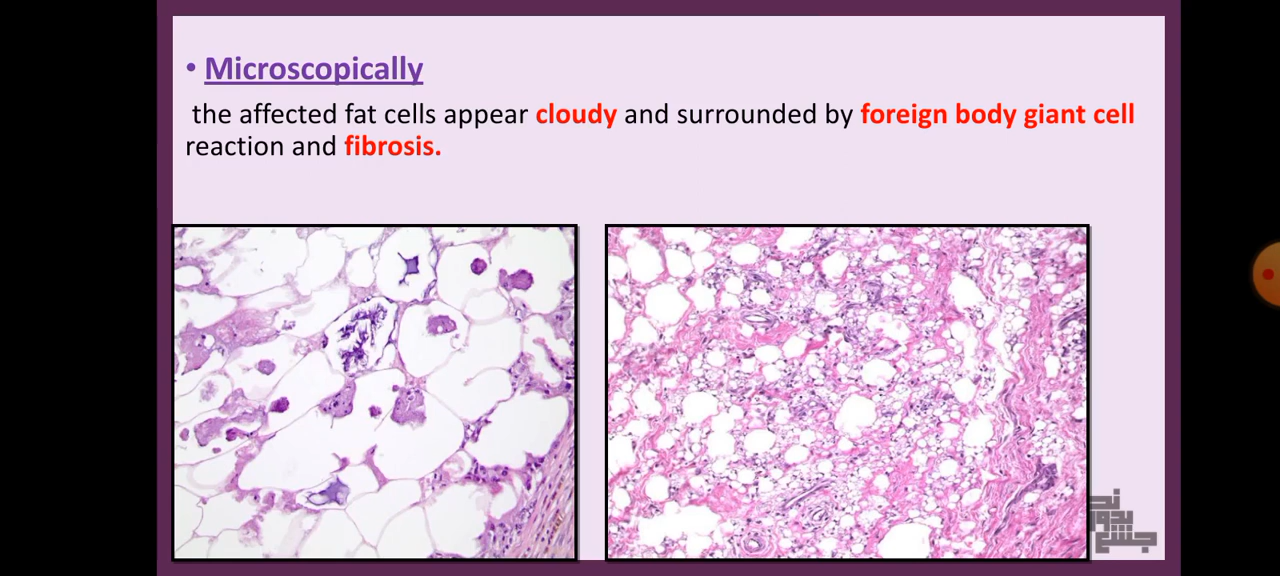 • Microscopically
the affected fat cells appear cloudy and surrounded by foreign body giant cell
reaction and fibrosis.